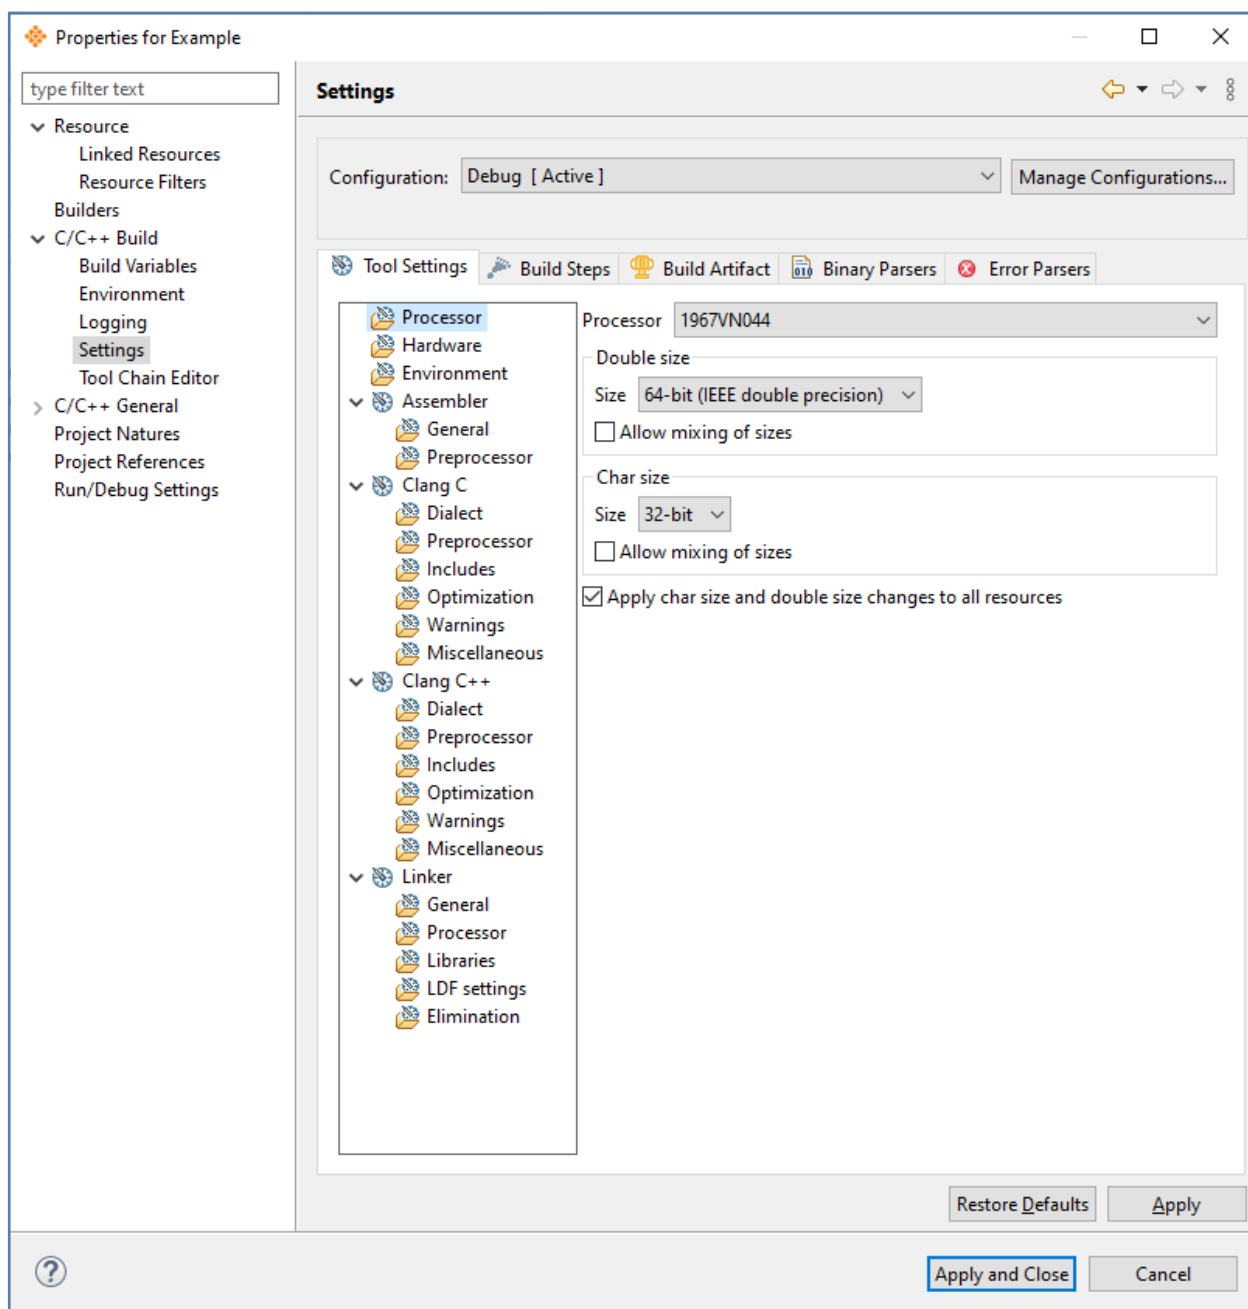 Properties for Example
type filter text
Resource
Linked Resources
Resource Filters
Builders
C/C++ Build
Build Variables
Environment
Logging
Settings
Tool Chain Editor
C/C++ General
Project Natures
Project References
Run/Debug Settings
Settings
Configuration: Debug [ Active ] Manage Configurations...
Tool Settings Build Steps Build Artifact Binary Parsers Error Parsers
Processor
Hardware
Environment
Assembler
General
Preprocessor
Clang C
Dialect
Preprocessor
Includes
Optimization
Warnings
Miscellaneous
Clang C++
Dialect
Preprocessor
Includes
Optimization
Warnings
Miscellaneous
Linker
General
Processor
Libraries
LDF settings
Elimination
Processor 1967VN044
Double size
Size 64-bit (IEEE double precision)
Allow mixing of sizes
Char size
Size 32-bit
Allow mixing of sizes
Apply char size and double size changes to all resources
Restore Defaults Apply
Apply and Close Cancel